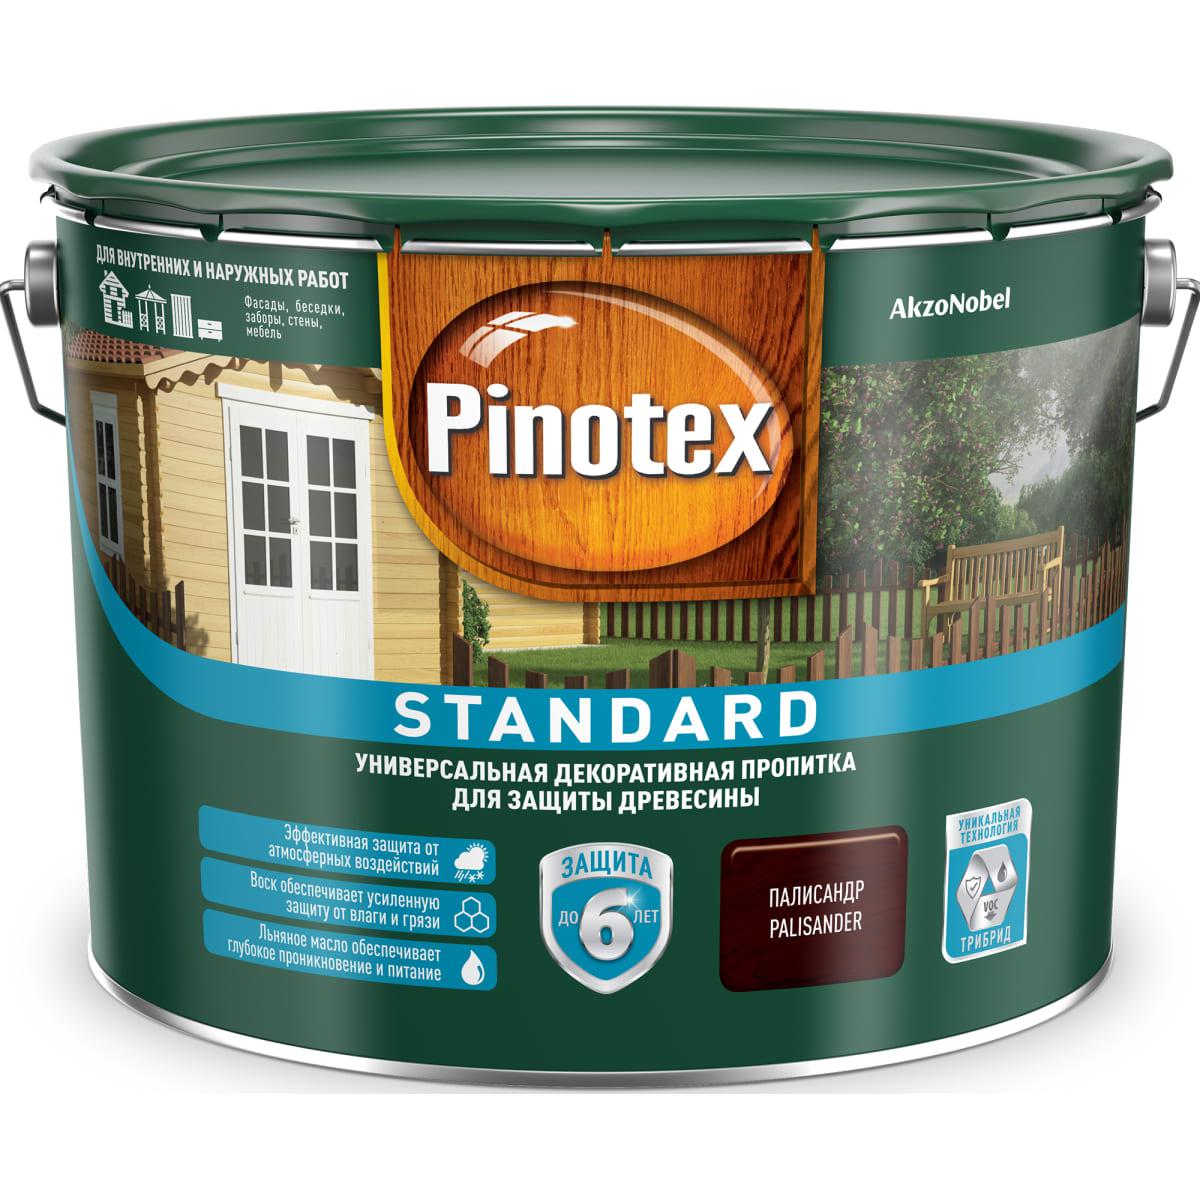 ДЛЯ ВНУТРЕННИХ И НАРУЖНЫХ РАБОТ
Фасады, беседки,
заборы, стены,
мебель
AkzoNobel
Pinotex
STANDARD
УНИВЕРСАЛЬНАЯ ДЕКОРАТИВНАЯ ПРОПИТКА
ДЛЯ ЗАЩИТЫ ДРЕВЕСИНЫ
Эффективная защита от
атмосферных воздействий
Воск обеспечивает усиленную
защиту от влаги и грязи
Льняное масло обеспечивает
глубокое проникновение и питание
ЗАЩИТА
ДО 6 ЛЕТ
ПАЛИСАНДР
PALISANDER
УНИКАЛЬНАЯ
ТЕХНОЛОГИЯ
VOC
ТРИБРИД